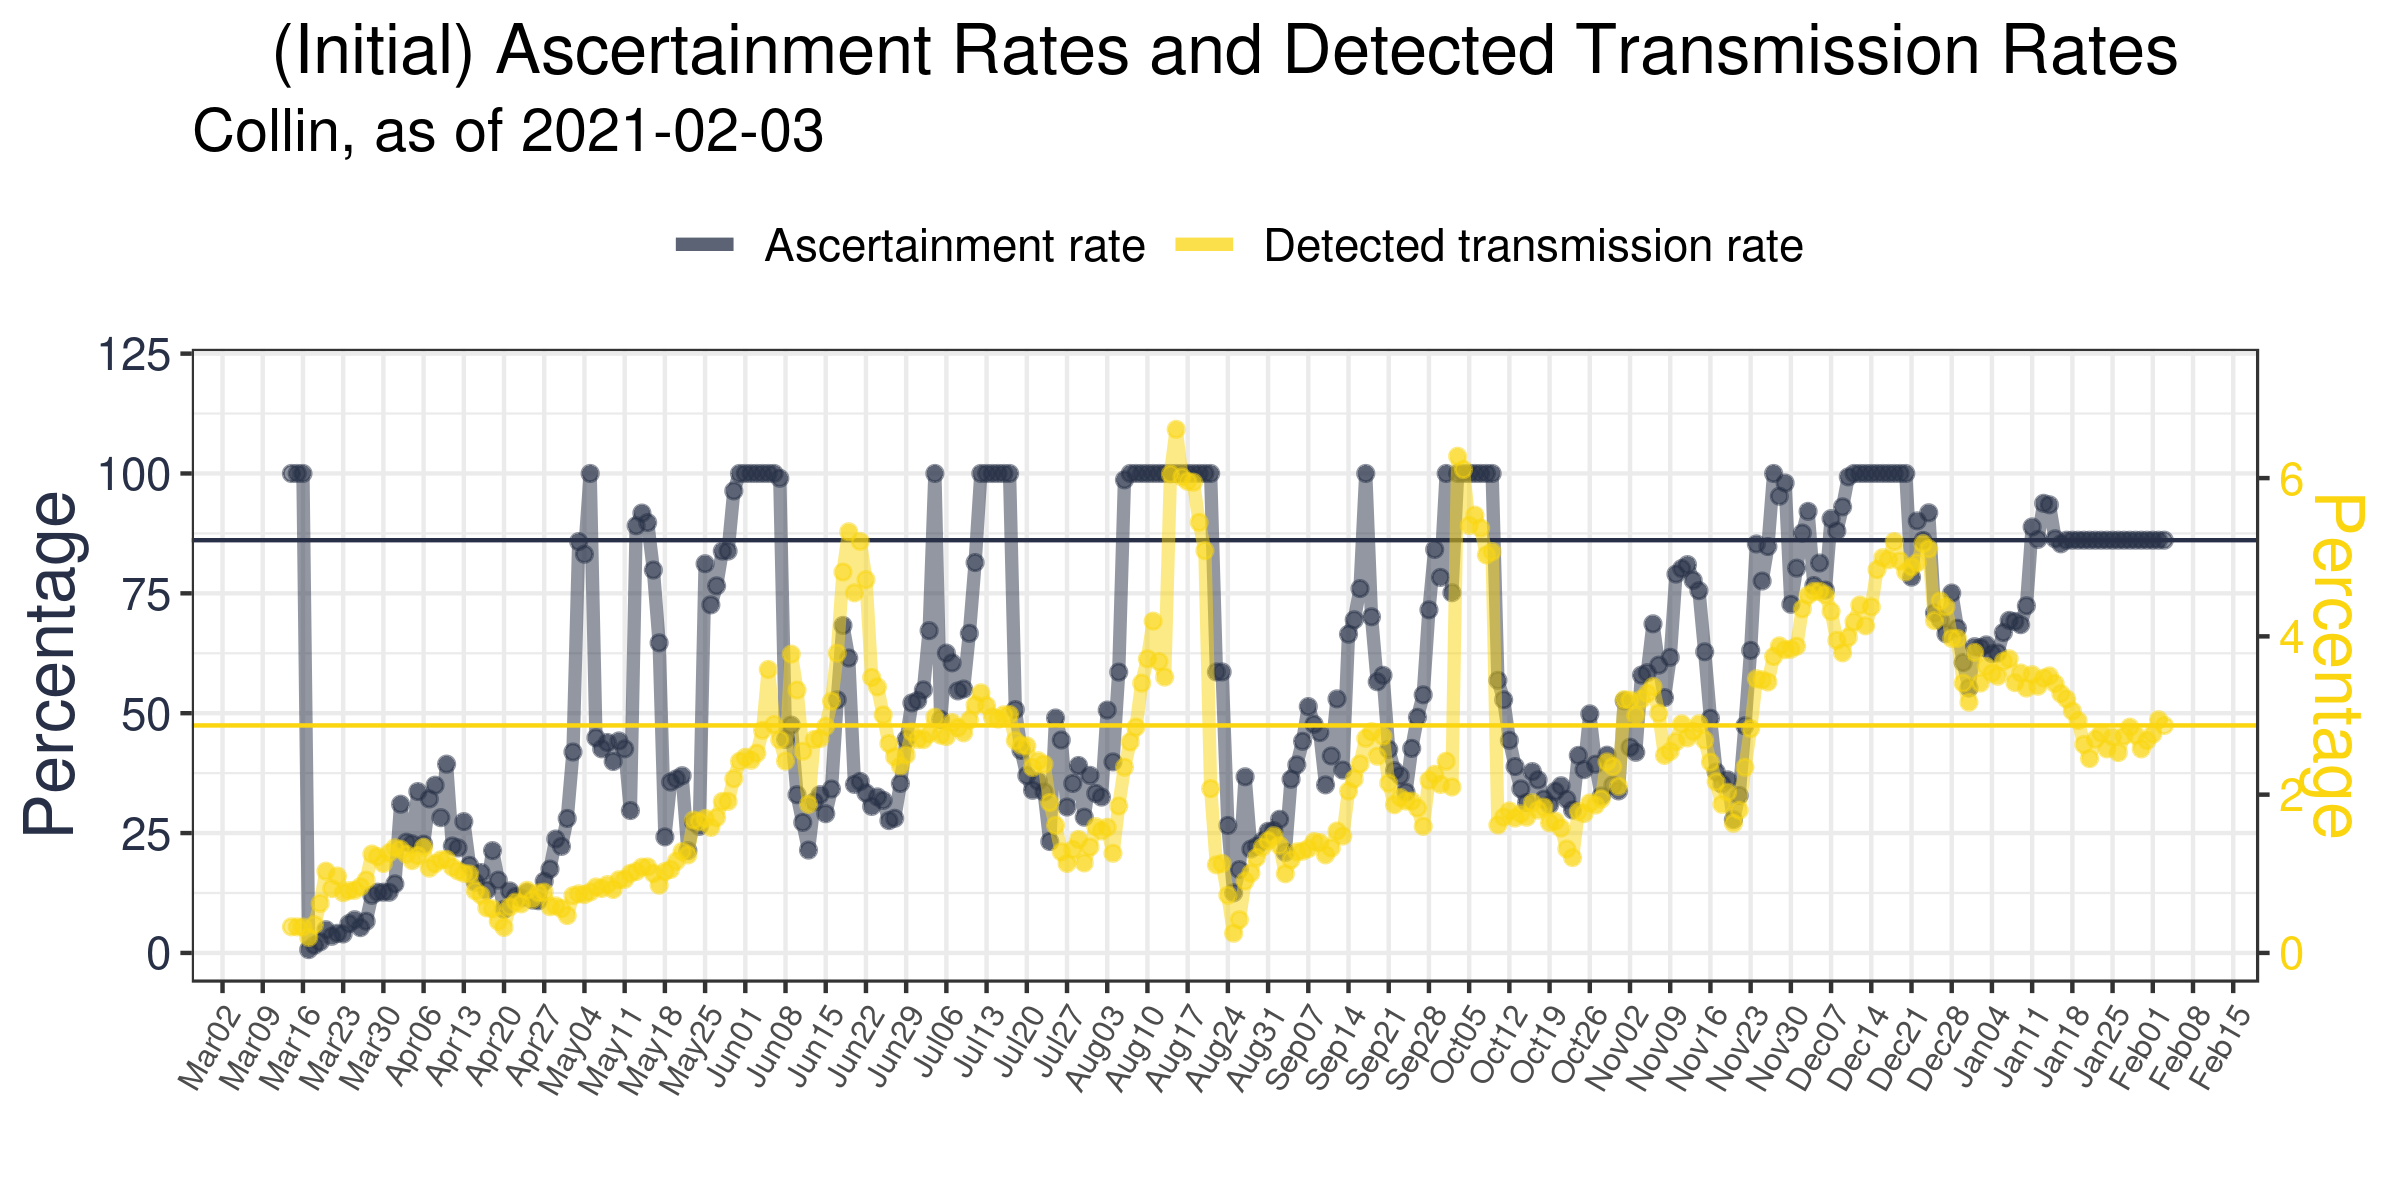 (Initial) Ascertainment Rates and Detected Transmission Rates
Collin, as of 2021-02-03
Ascertainment rate Detected transmission rate
125
100
75
50
25
0
Percentage
6
4
2
0
Percentage
Mar02 Mar09 Mar16 Mar23 Mar30 Apr06 Apr13 Apr20 Apr27 May04 May11 May18 May25 Jun01 Jun08 Jun15 Jun22 Jun29 Jul06 Jul13 Jul20 Jul27 Aug03 Aug10 Aug17 Aug24 Aug31 Sep07 Sep14 Sep21 Sep28 Oct05 Oct12 Oct19 Oct26 Nov02 Nov09 Nov16 Nov23 Nov30 Dec07 Dec14 Dec21 Dec28 Jan04 Jan11 Jan18 Jan25 Feb01 Feb08 Feb15